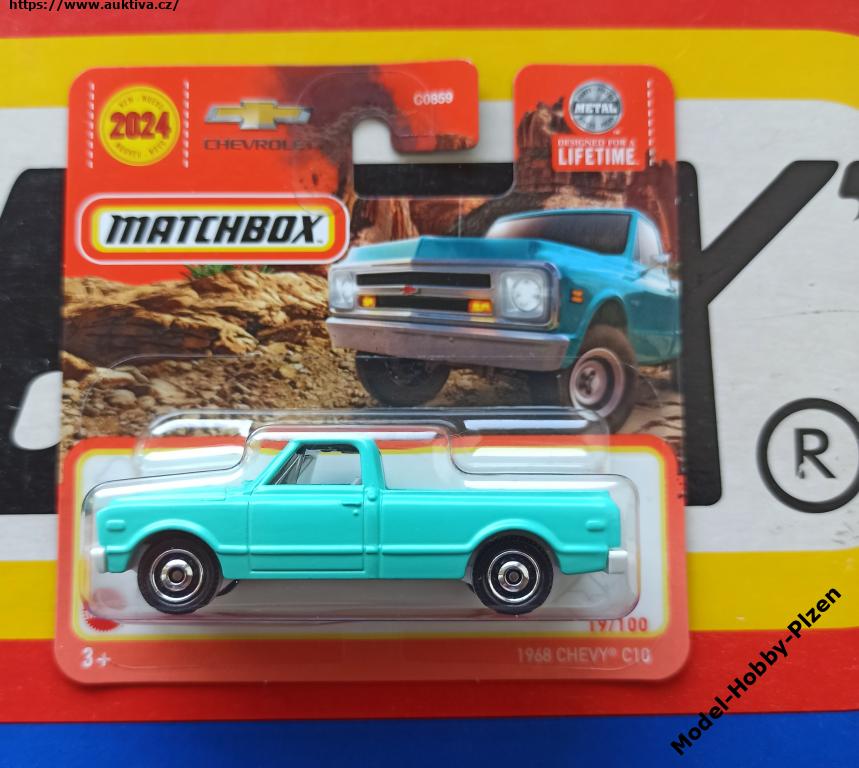 https://www.auktiva.cz/
2024
CHEVROLET
C0859
METAL
DESIGNED FOR A
LIFETIME
MATCHBOX
®
19/100
3+
1968 CHEVY® C10
Model-Hobby-Plzen